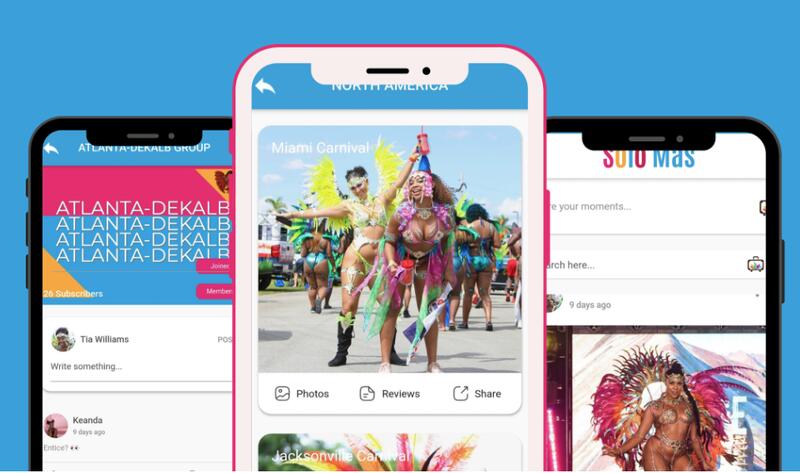 ATLANTA-DEKALB GROUP
ATLANTA-DEKALB
ATLANTA-DEKALB
ATLANTA-DEKALB
ATLANTA-DEKALB
Joined
26 Subscribers
Member
Tia Williams
POS
Write something...
Keanda
9 days ago
Entice? 👀
NORTH AMERICA
Miami Carnival
Photos
Reviews
Share
Jacksonville Carnival
Solo Mas
re your moments...
arch here...
9 days ago